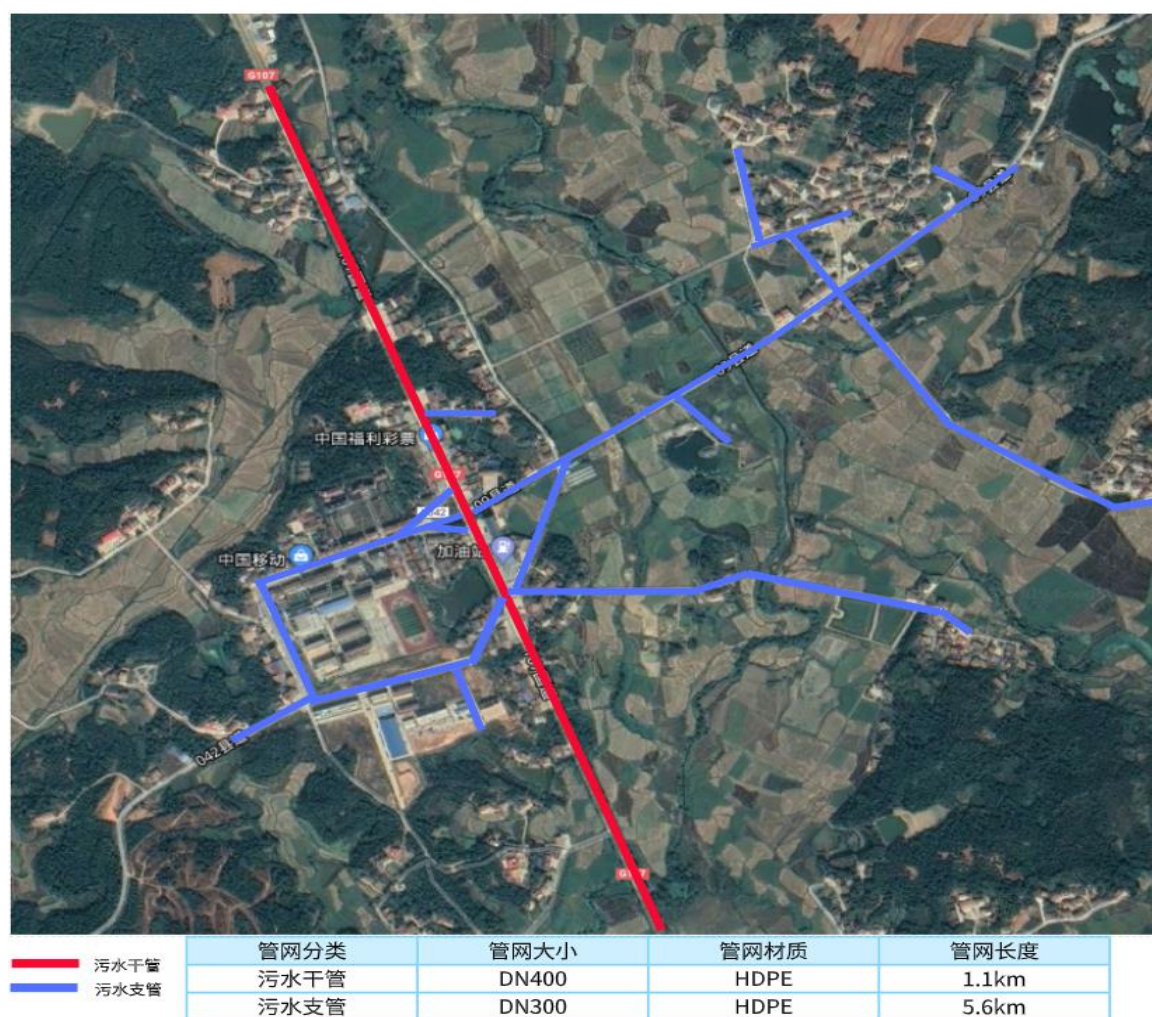 G107
中国福利彩票
中国移动
加油站
042县道
污水干管
污水支管
管网分类 管网大小 管网材质 管网长度
污水干管 DN400 HDPE 1.1km
污水支管 DN300 HDPE 5.6km